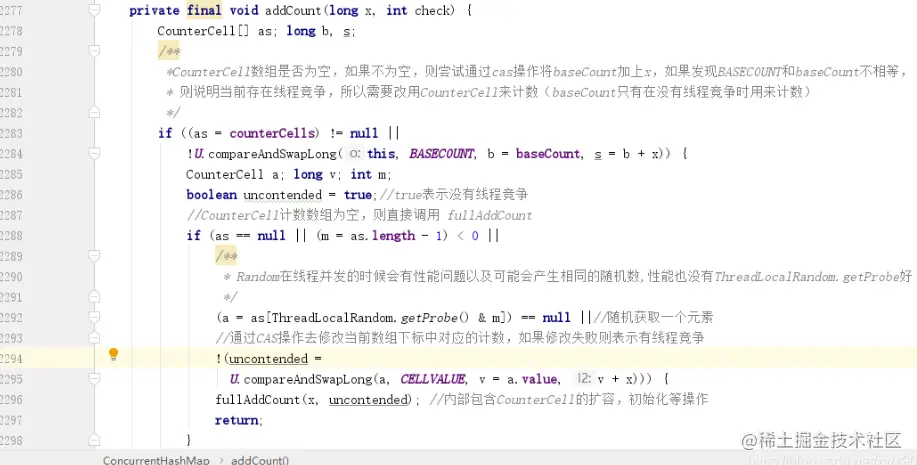 2277 private final void addCount(long x, int check) {
2278 CounterCell[] as; long b, s;
2279 /**
2280 *CounterCell数组是否为空，如果不为空，则尝试通过cas操作将baseCount加上x，如果发现BASECOUNT和baseCount不相等，
2281 * 则说明当前存在线程竞争，所以需要改用CounterCell来计数（baseCount只有在没有线程竞争时用来计数）
2282 */
2283 if ((as = counterCells) != null ||
2284 !U.compareAndSwapLong( o: this, BASECOUNT, b = baseCount, s = b + x)) {
2285 CounterCell a; long v; int m;
2286 boolean uncontended = true;//true表示没有线程竞争
2287 //CounterCell计数数组为空，则直接调用 fullAddCount
2288 if (as == null || (m = as.length - 1) < 0 ||
2289 /**
2290 * Random在线程并发的时候会有性能问题以及可能会产生相同的随机数,性能也没有ThreadLocalRandom.getProbe好
2291 */
2292 (a = as[ThreadLocalRandom.getProbe() & m]) == null ||//随机获取一个元素
2293 //通过CAS操作去修改当前数组下标中对应的计数，如果修改失败则表示有线程竞争
2294 !(uncontended =
2295 U.compareAndSwapLong(a, CELLVALUE, v = a.value, l2: v + x))) {
2296 fullAddCount(x, uncontended); //内部包含CounterCell的扩容，初始化等操作
2297 return;
2298 }
@稀土掘金技术社区
ConcurrentHashMap › addCount()